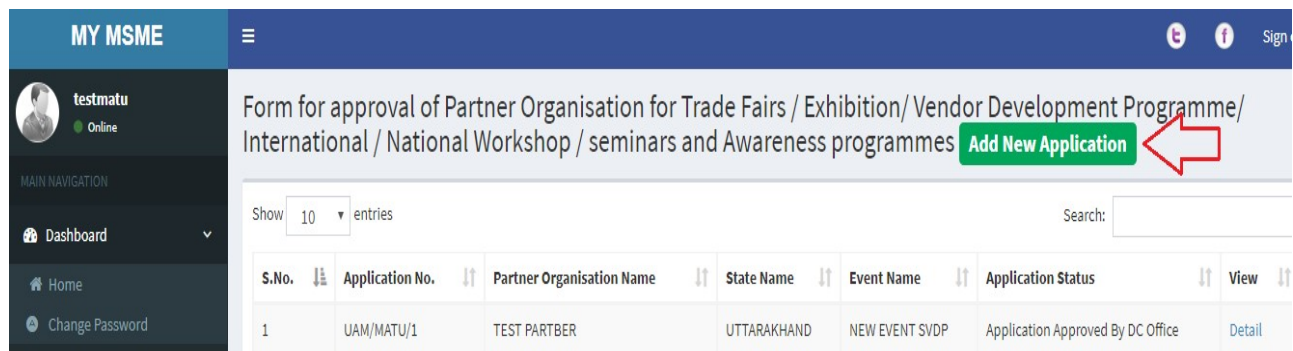 MY MSME
☰
Sign
testmatu
Online
MAIN NAVIGATION
Dashboard
Home
Change Password
Form for approval of Partner Organisation for Trade Fairs / Exhibition/ Vendor Development Programme/
International / National Workshop / seminars and Awareness programmes Add New Application
Show 10 entries Search:
S.No. Application No. Partner Organisation Name State Name Event Name Application Status View
1 UAM/MATU/1 TEST PARTBER UTTARAKHAND NEW EVENT SVDP Application Approved By DC Office Detail